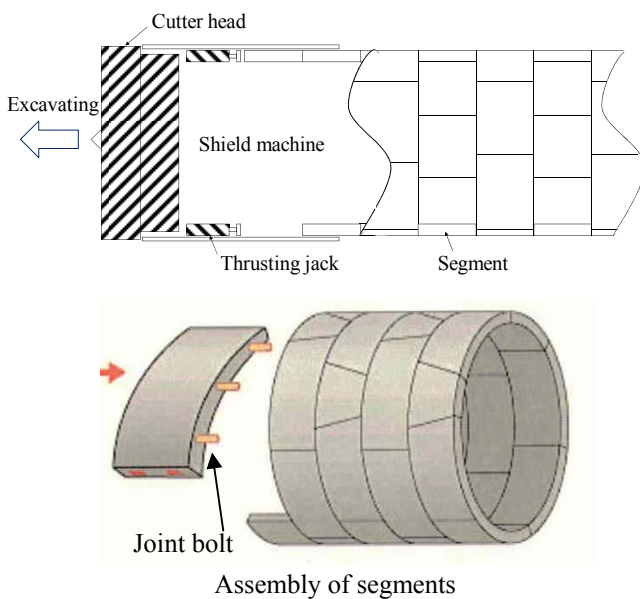 Cutter head
Excavating
Shield machine
Thrusting jack
Segment
Joint bolt
Assembly of segments